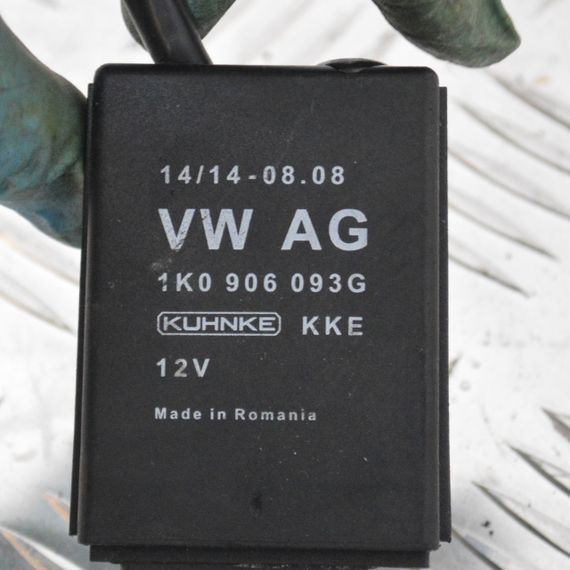 14/14-08.08
VW AG
1K0 906 093G
KUHNKE KKE
12V
Made in Romania